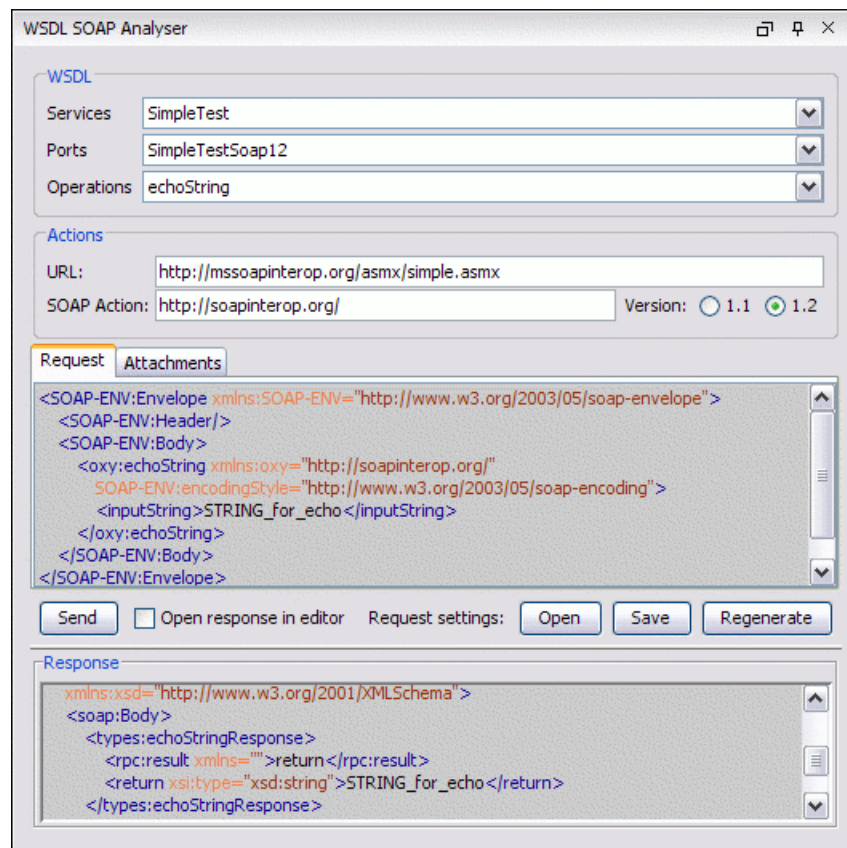 WSDL SOAP Analyser
WSDL
Services SimpleTest
Ports SimpleTestSoap12
Operations echoString
Actions
URL: http://mssoapinterop.org/asmx/simple.asmx
SOAP Action: http://soapinterop.org/ Version: 1.1 1.2
Request Attachments
<SOAP-ENV:Envelope xmlns:SOAP-ENV="http://www.w3.org/2003/05/soap-envelope">
<SOAP-ENV:Header/>
<SOAP-ENV:Body>
<oxy:echoString xmlns:oxy="http://soapinterop.org/"
SOAP-ENV:encodingStyle="http://www.w3.org/2003/05/soap-encoding">
<inputString>STRING_for_echo</inputString>
</oxy:echoString>
</SOAP-ENV:Body>
</SOAP-ENV:Envelope>
Send Open response in editor Request settings: Open Save Regenerate
Response
xmlns:xsd="http://www.w3.org/2001/XMLSchema">
<soap:Body>
<types:echoStringResponse>
<rpc:result xmlns="">return</rpc:result>
<return xsi:type="xsd:string">STRING_for_echo</return>
</types:echoStringResponse>